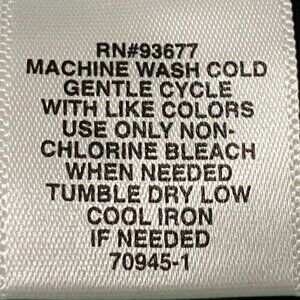 RN#93677
MACHINE WASH COLD
GENTLE CYCLE
WITH LIKE COLORS
USE ONLY NON-
CHLORINE BLEACH
WHEN NEEDED
TUMBLE DRY LOW
COOL IRON
IF NEEDED
70945-1